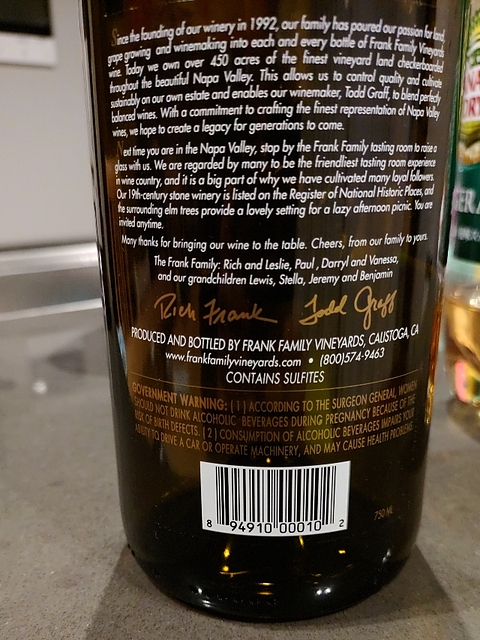 Since the founding of our winery in 1992, our family has poured our passion for land,
grape growing and winemaking into each and every bottle of Frank Family Vineyards
wine. Today we own over 450 acres of the finest vineyard land checkerboarded
throughout the beautiful Napa Valley. This allows us to control quality and cultivate
sustainably on our own estate and enables our winemaker, Todd Graff, to blend perfectly
balanced wines. With a commitment to crafting the finest representation of Napa Valley
wines, we hope to create a legacy for generations to come.
Next time you are in the Napa Valley, stop by the Frank Family tasting room to raise a
glass with us. We are regarded by many to be the friendliest tasting room experience
in wine country, and it is a big part of why we have cultivated many loyal followers.
Our 19th-century stone winery is listed on the Register of National Historic Places, and
the surrounding elm trees provide a lovely setting for a lazy afternoon picnic. You are
invited anytime.
Many thanks for bringing our wine to the table. Cheers, from our family to yours.
The Frank Family: Rich and Leslie, Paul, Darryl and Vanessa,
and our grandchildren Lewis, Stella, Jeremy and Benjamin
Rich Frank Todd Graff
PRODUCED AND BOTTLED BY FRANK FAMILY VINEYARDS, CALISTOGA, CA
www.frankfamilyvineyards.com • (800)574-9463
CONTAINS SULFITES
GOVERNMENT WARNING: (1) ACCORDING TO THE SURGEON GENERAL, WOMEN
SHOULD NOT DRINK ALCOHOLIC BEVERAGES DURING PREGNANCY BECAUSE OF THE
RISK OF BIRTH DEFECTS. (2) CONSUMPTION OF ALCOHOLIC BEVERAGES IMPAIRS YOUR
ABILITY TO DRIVE A CAR OR OPERATE MACHINERY, AND MAY CAUSE HEALTH PROBLEMS.
8 94910 00010 2
750 ML